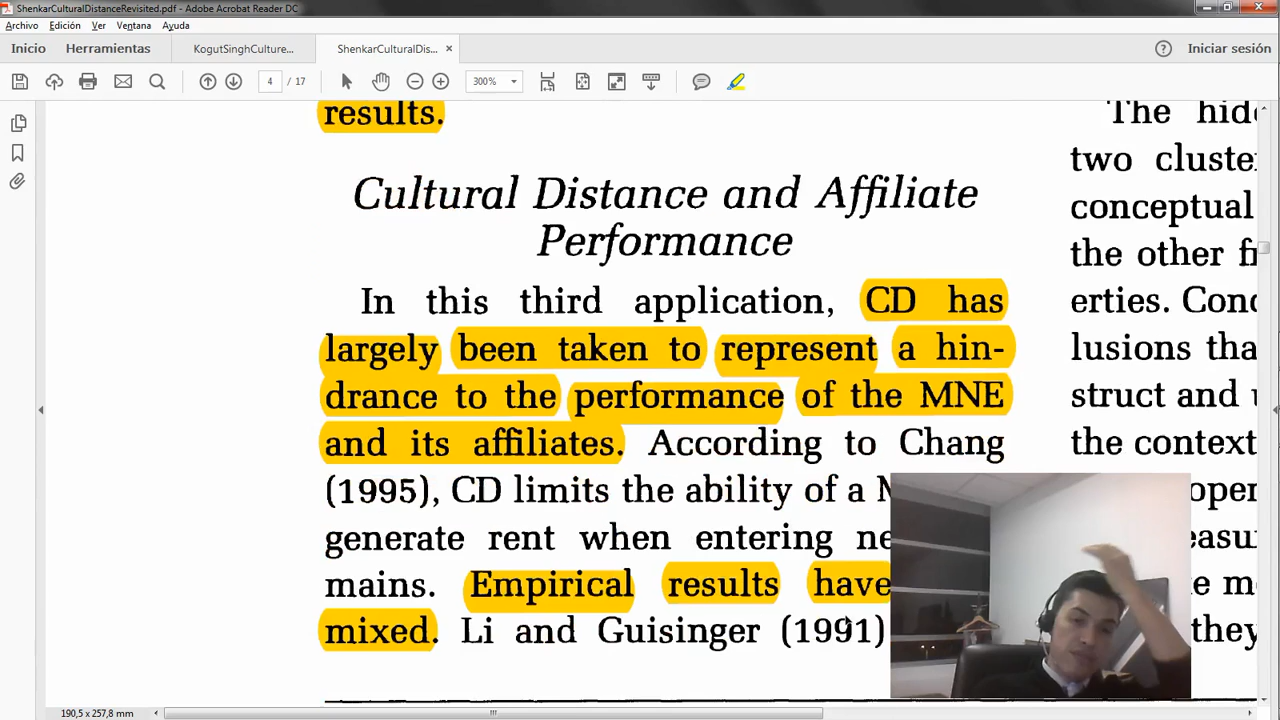 ShenkarCulturalDistanceRevisited.pdf - Adobe Acrobat Reader DC
Archivo Edición Ver Ventana Ayuda
Inicio Herramientas KogutSinghCulture... ShenkarCulturalDis... × Iniciar sesión
4 / 17 300%
results.
Cultural Distance and Affiliate
Performance
In this third application, CD has
largely been taken to represent a hin-
drance to the performance of the MNE
and its affiliates. According to Chang
(1995), CD limits the ability of a
generate rent when entering
mains. Empirical results have
mixed. Li and Guisinger (1991)
The
two
conceptual
the other
erties.
lusions
struct and
the context
they
190,5 x 257,8 mm